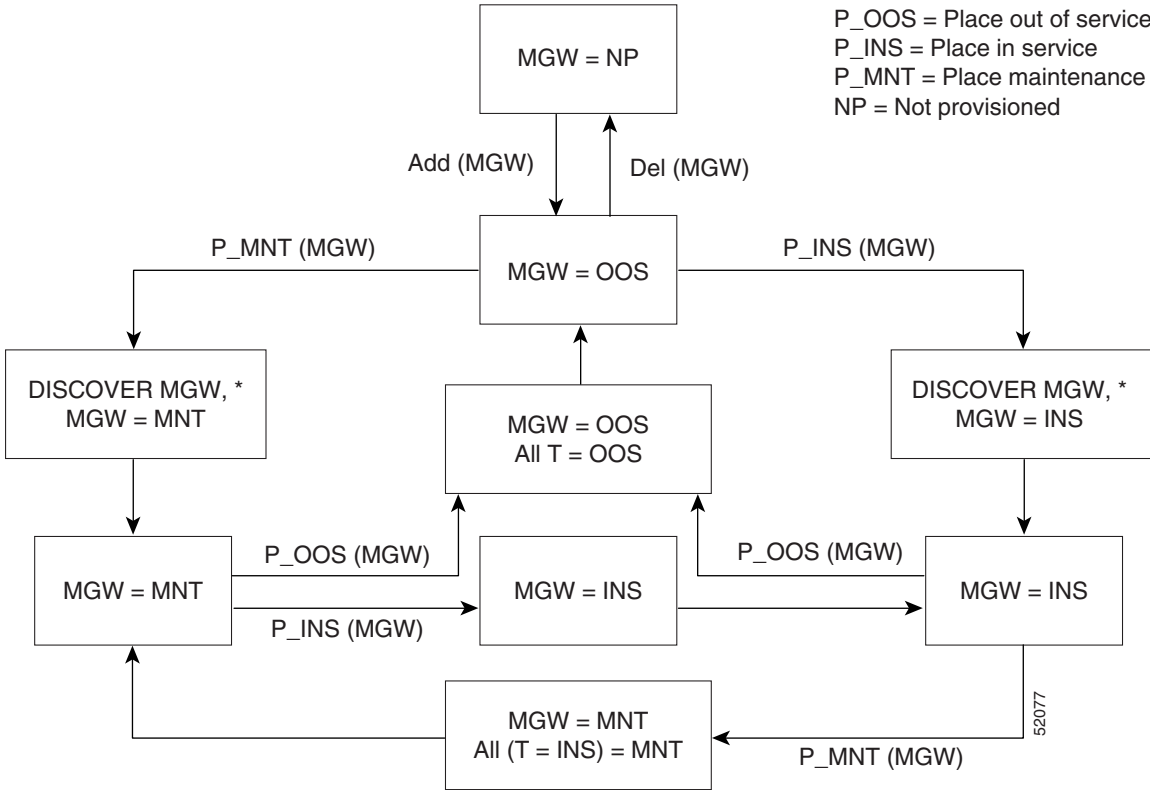 P_OOS = Place out of service
P_INS = Place in service
P_MNT = Place maintenance
NP = Not provisioned
MGW = NP
Add (MGW)
Del (MGW)
P_MNT (MGW)
MGW = OOS
P_INS (MGW)
DISCOVER MGW, *
MGW = MNT
MGW = OOS
All T = OOS
DISCOVER MGW, *
MGW = INS
P_OOS (MGW)
P_OOS (MGW)
MGW = MNT
MGW = INS
MGW = INS
P_INS (MGW)
MGW = MNT
All (T = INS) = MNT
P_MNT (MGW)
52077